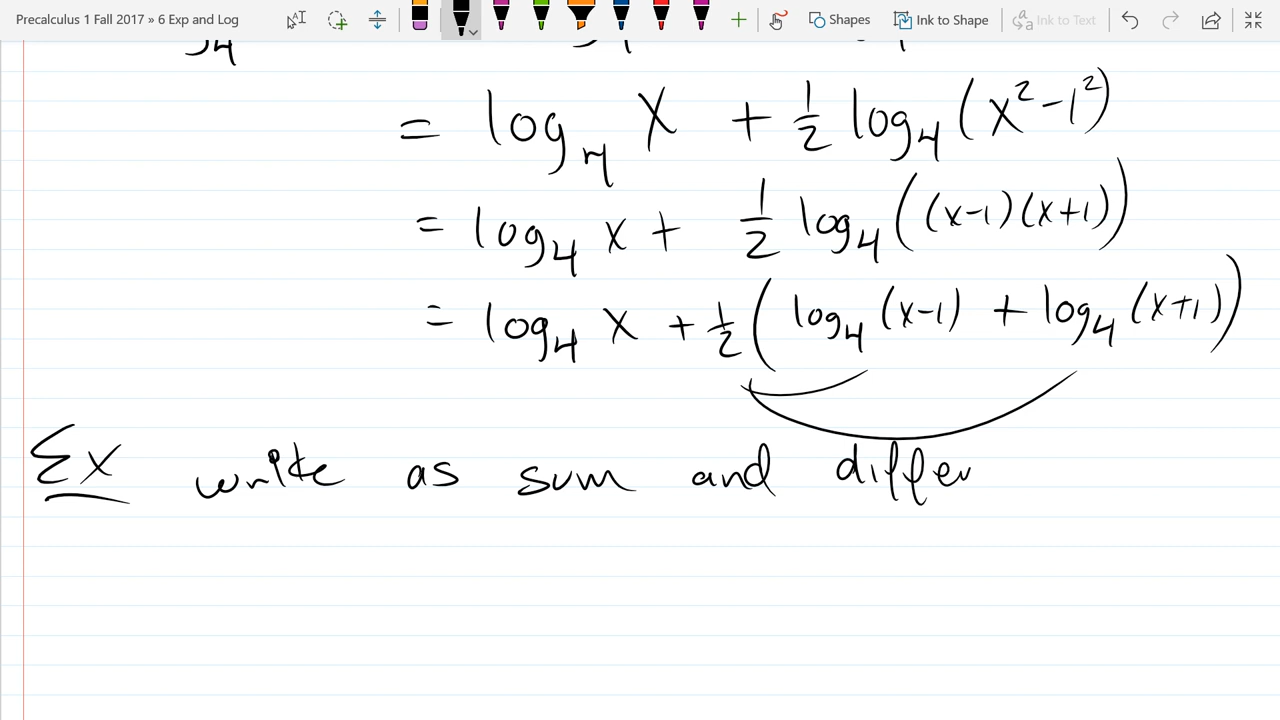 Precalculus 1 Fall 2017 » 6 Exp and Log Shapes Ink to Shape Ink to Text
= log₄ x + 1/2 log₄ (x² - 1²)
= log₄ x + 1/2 log₄ ((x-1)(x+1))
= log₄ x + 1/2 (log₄ (x-1) + log₄ (x+1))
Ex write as sum and differ